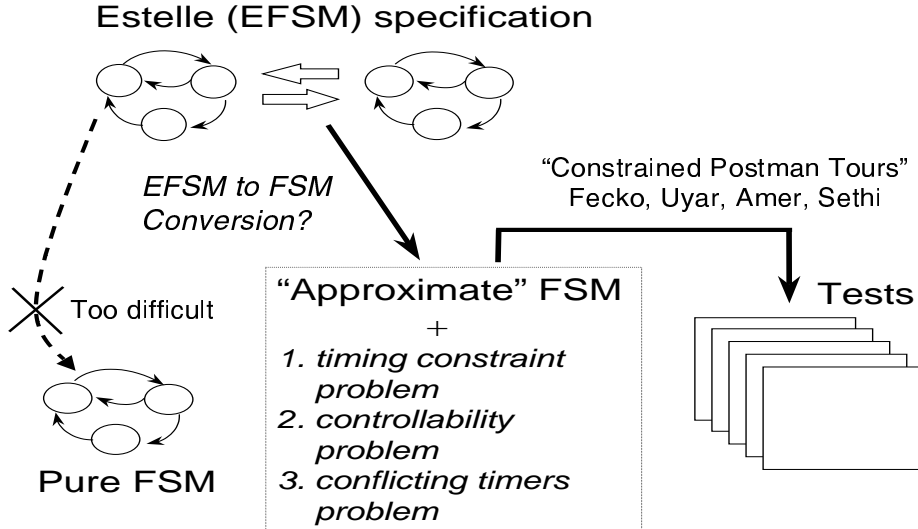 Estelle (EFSM) specification
EFSM to FSM
Conversion?
“Constrained Postman Tours”
Fecko, Uyar, Amer, Sethi
Too difficult
Pure FSM
“Approximate” FSM
+
1. timing constraint
problem
2. controllability
problem
3. conflicting timers
problem
Tests